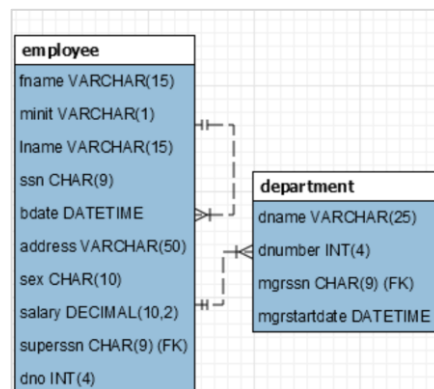 employee
fname VARCHAR(15)
minit VARCHAR(1)
lname VARCHAR(15)
ssn CHAR(9)
bdate DATETIME
address VARCHAR(50)
sex CHAR(10)
salary DECIMAL(10,2)
superssn CHAR(9) (FK)
dno INT(4)
department
dname VARCHAR(25)
dnumber INT(4)
mgrssn CHAR(9) (FK)
mgrstartdate DATETIME